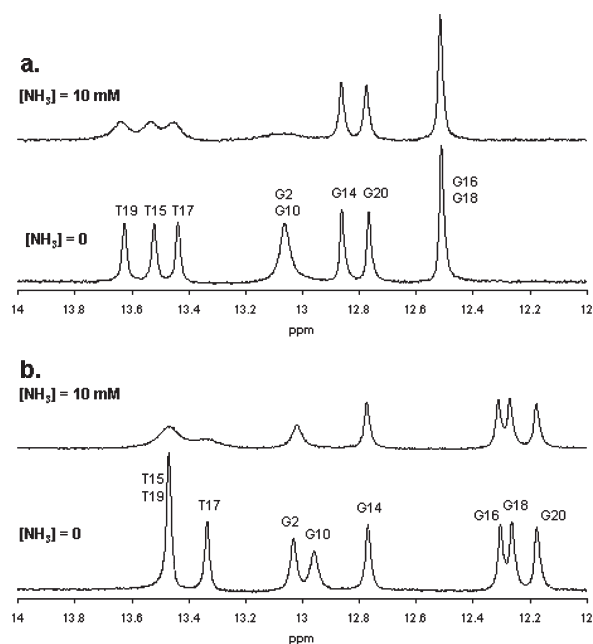 a.
[NH₃] = 10 mM
T19 T15 T17 G2 G14 G20 G16
G10 G18
[NH₃] = 0
14 13.8 13.6 13.4 13.2 13 12.8 12.6 12.4 12.2 12
ppm
b.
[NH₃] = 10 mM
T15
T19 T17 G2 G10 G14 G16 G18 G20
[NH₃] = 0
14 13.8 13.6 13.4 13.2 13 12.8 12.6 12.4 12.2 12
ppm